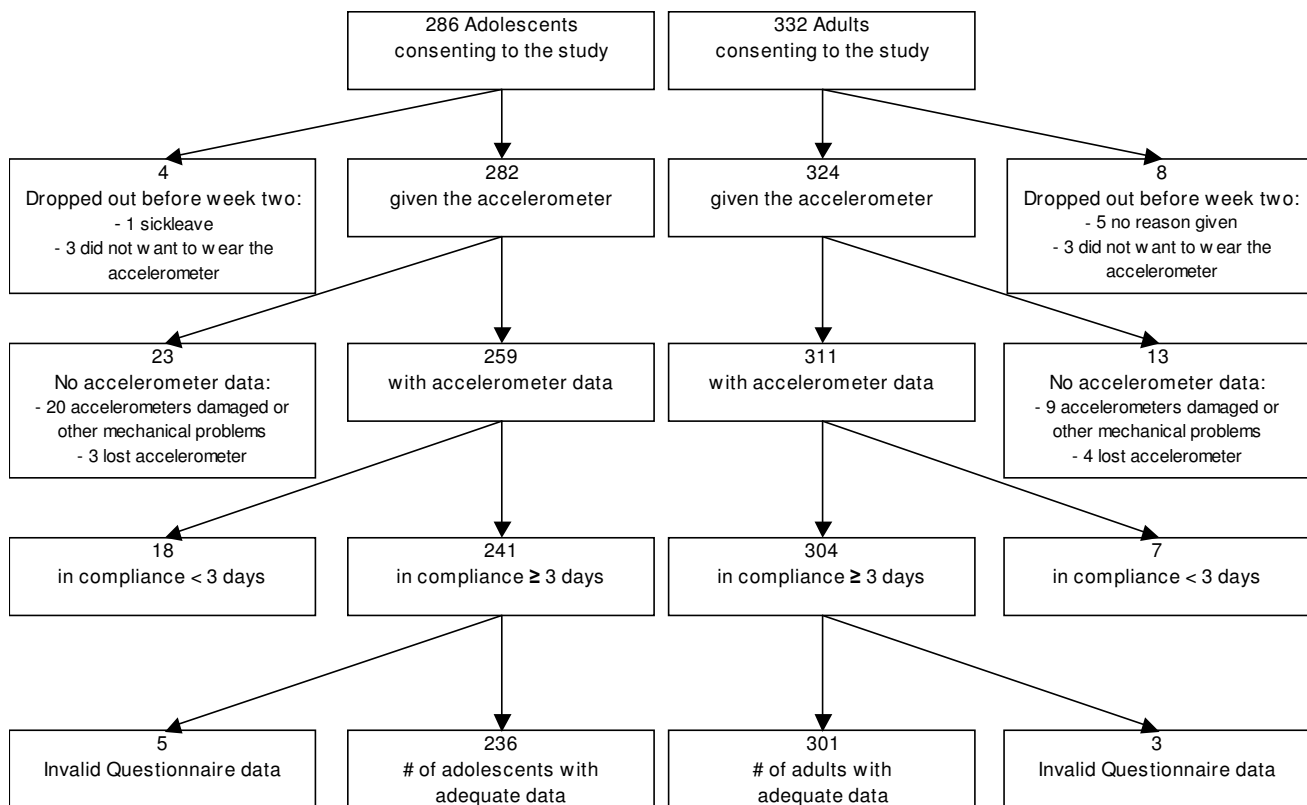 286 Adolescents
consenting to the study
332 Adults
consenting to the study
4
Dropped out before week two:
- 1 sickleave
- 3 did not want to wear the
accelerometer
282
given the accelerometer
324
given the accelerometer
8
Dropped out before week two:
- 5 no reason given
- 3 did not want to wear the
accelerometer
23
No accelerometer data:
- 20 accelerometers damaged or
other mechanical problems
- 3 lost accelerometer
259
with accelerometer data
311
with accelerometer data
13
No accelerometer data:
- 9 accelerometers damaged or
other mechanical problems
- 4 lost accelerometer
18
in compliance < 3 days
241
in compliance ≥ 3 days
304
in compliance ≥ 3 days
7
in compliance < 3 days
5
Invalid Questionnaire data
236
# of adolescents with
adequate data
301
# of adults with
adequate data
3
Invalid Questionnaire data